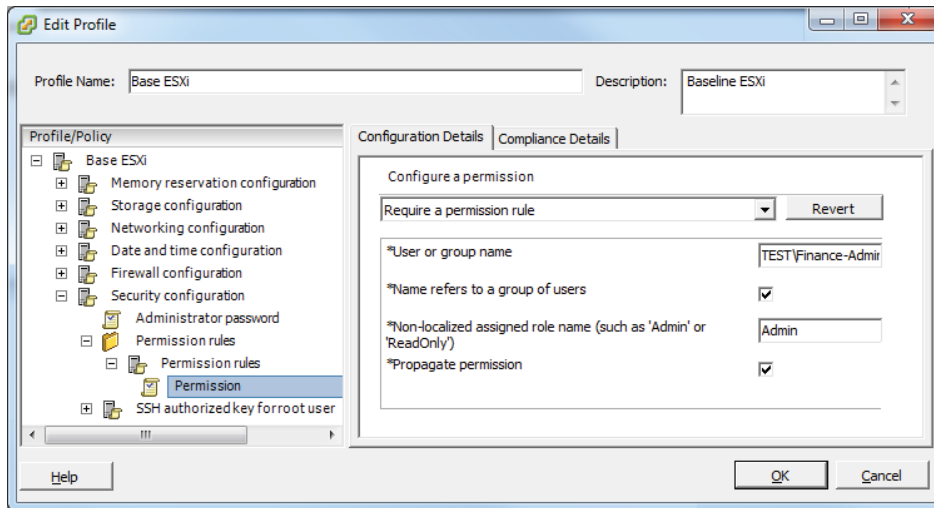 Edit Profile
Profile Name:
Base ESXi
Description:
Baseline ESXi
Profile/Policy
Base ESXi
Memory reservation configuration
Storage configuration
Networking configuration
Date and time configuration
Firewall configuration
Security configuration
Administrator password
Permission rules
Permission rules
Permission
SSH authorized key for root user
Configuration Details
Compliance Details
Configure a permission
Require a permission rule
Revert
*User or group name
TEST\Finance-Admir
*Name refers to a group of users
*Non-localized assigned role name (such as 'Admin' or
'ReadOnly')
Admin
*Propagate permission
Help
OK
Cancel